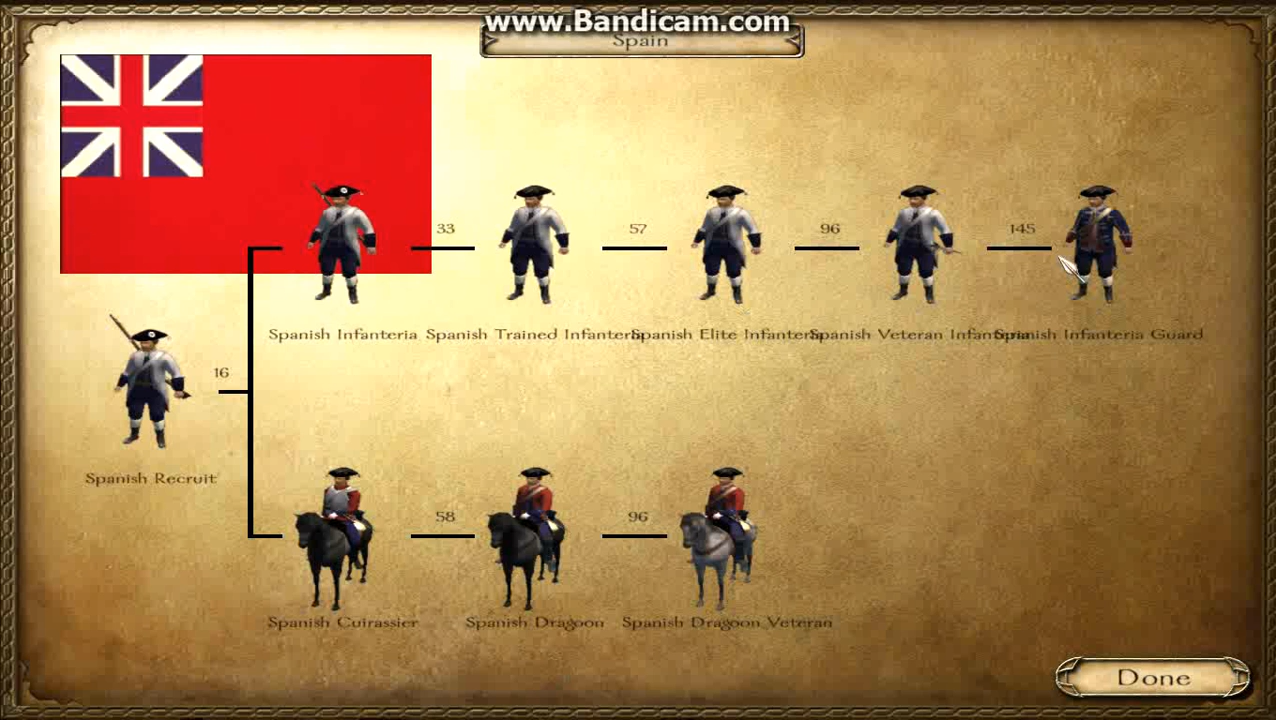 www.Bandicam.com
Spain
33
57
96
145
Spanish Infanteria
Spanish Trained Infanteria
Spanish Elite Infanteria
Spanish Veteran Infanteria
Spanish Infanteria Guard
16
Spanish Recruit
58
96
Spanish Cuirassier
Spanish Dragoon
Spanish Dragoon Veteran
Done